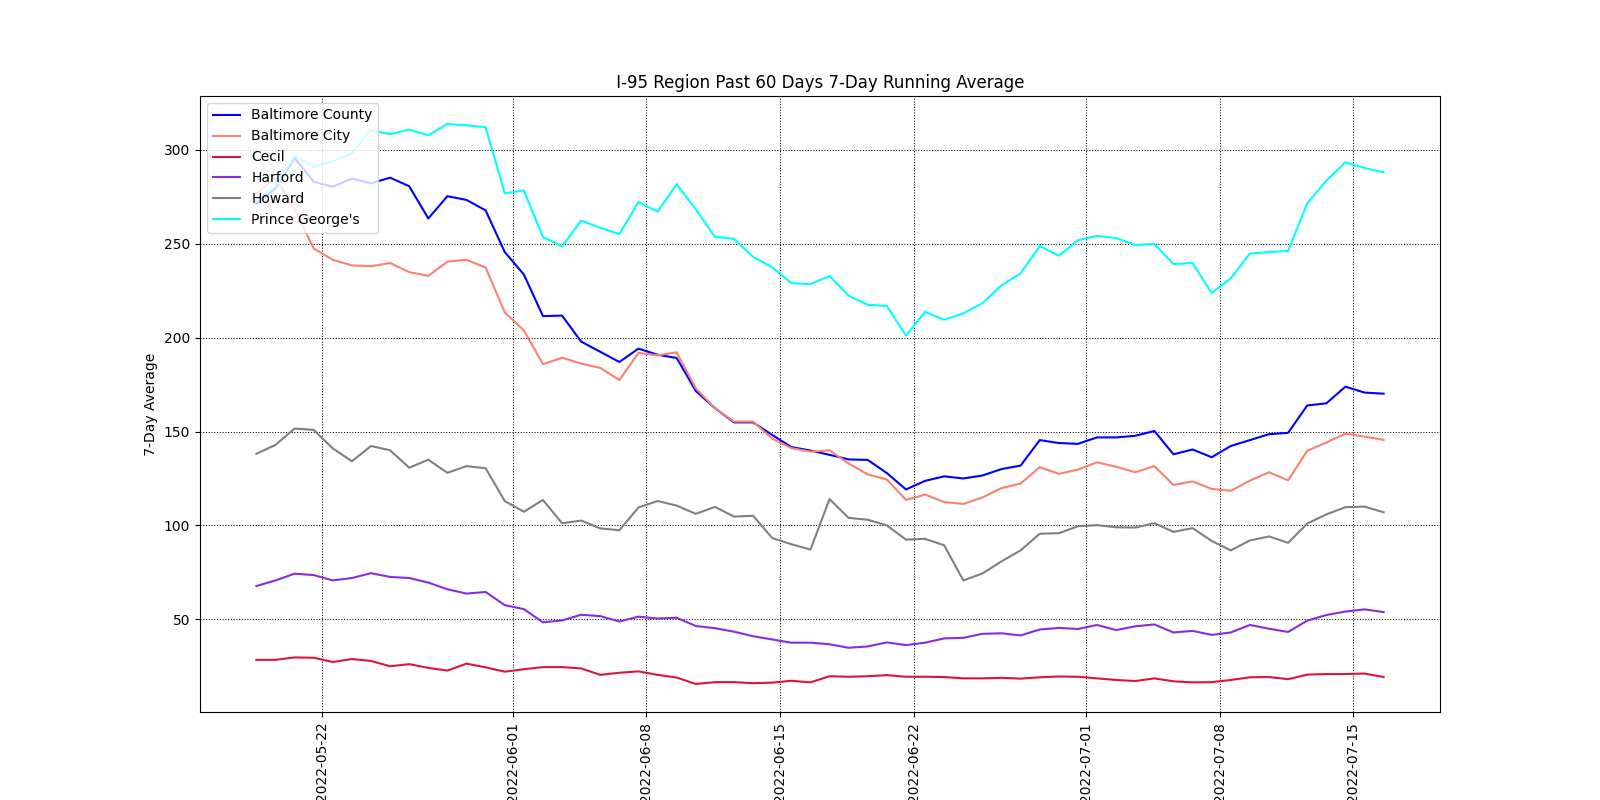 I-95 Region Past 60 Days 7-Day Running Average
Baltimore County
Baltimore City
Cecil
Harford
Howard
Prince George's
300
250
200
150
100
50
7-Day Average
2022-05-22
2022-06-01
2022-06-08
2022-06-15
2022-06-22
2022-07-01
2022-07-08
2022-07-15